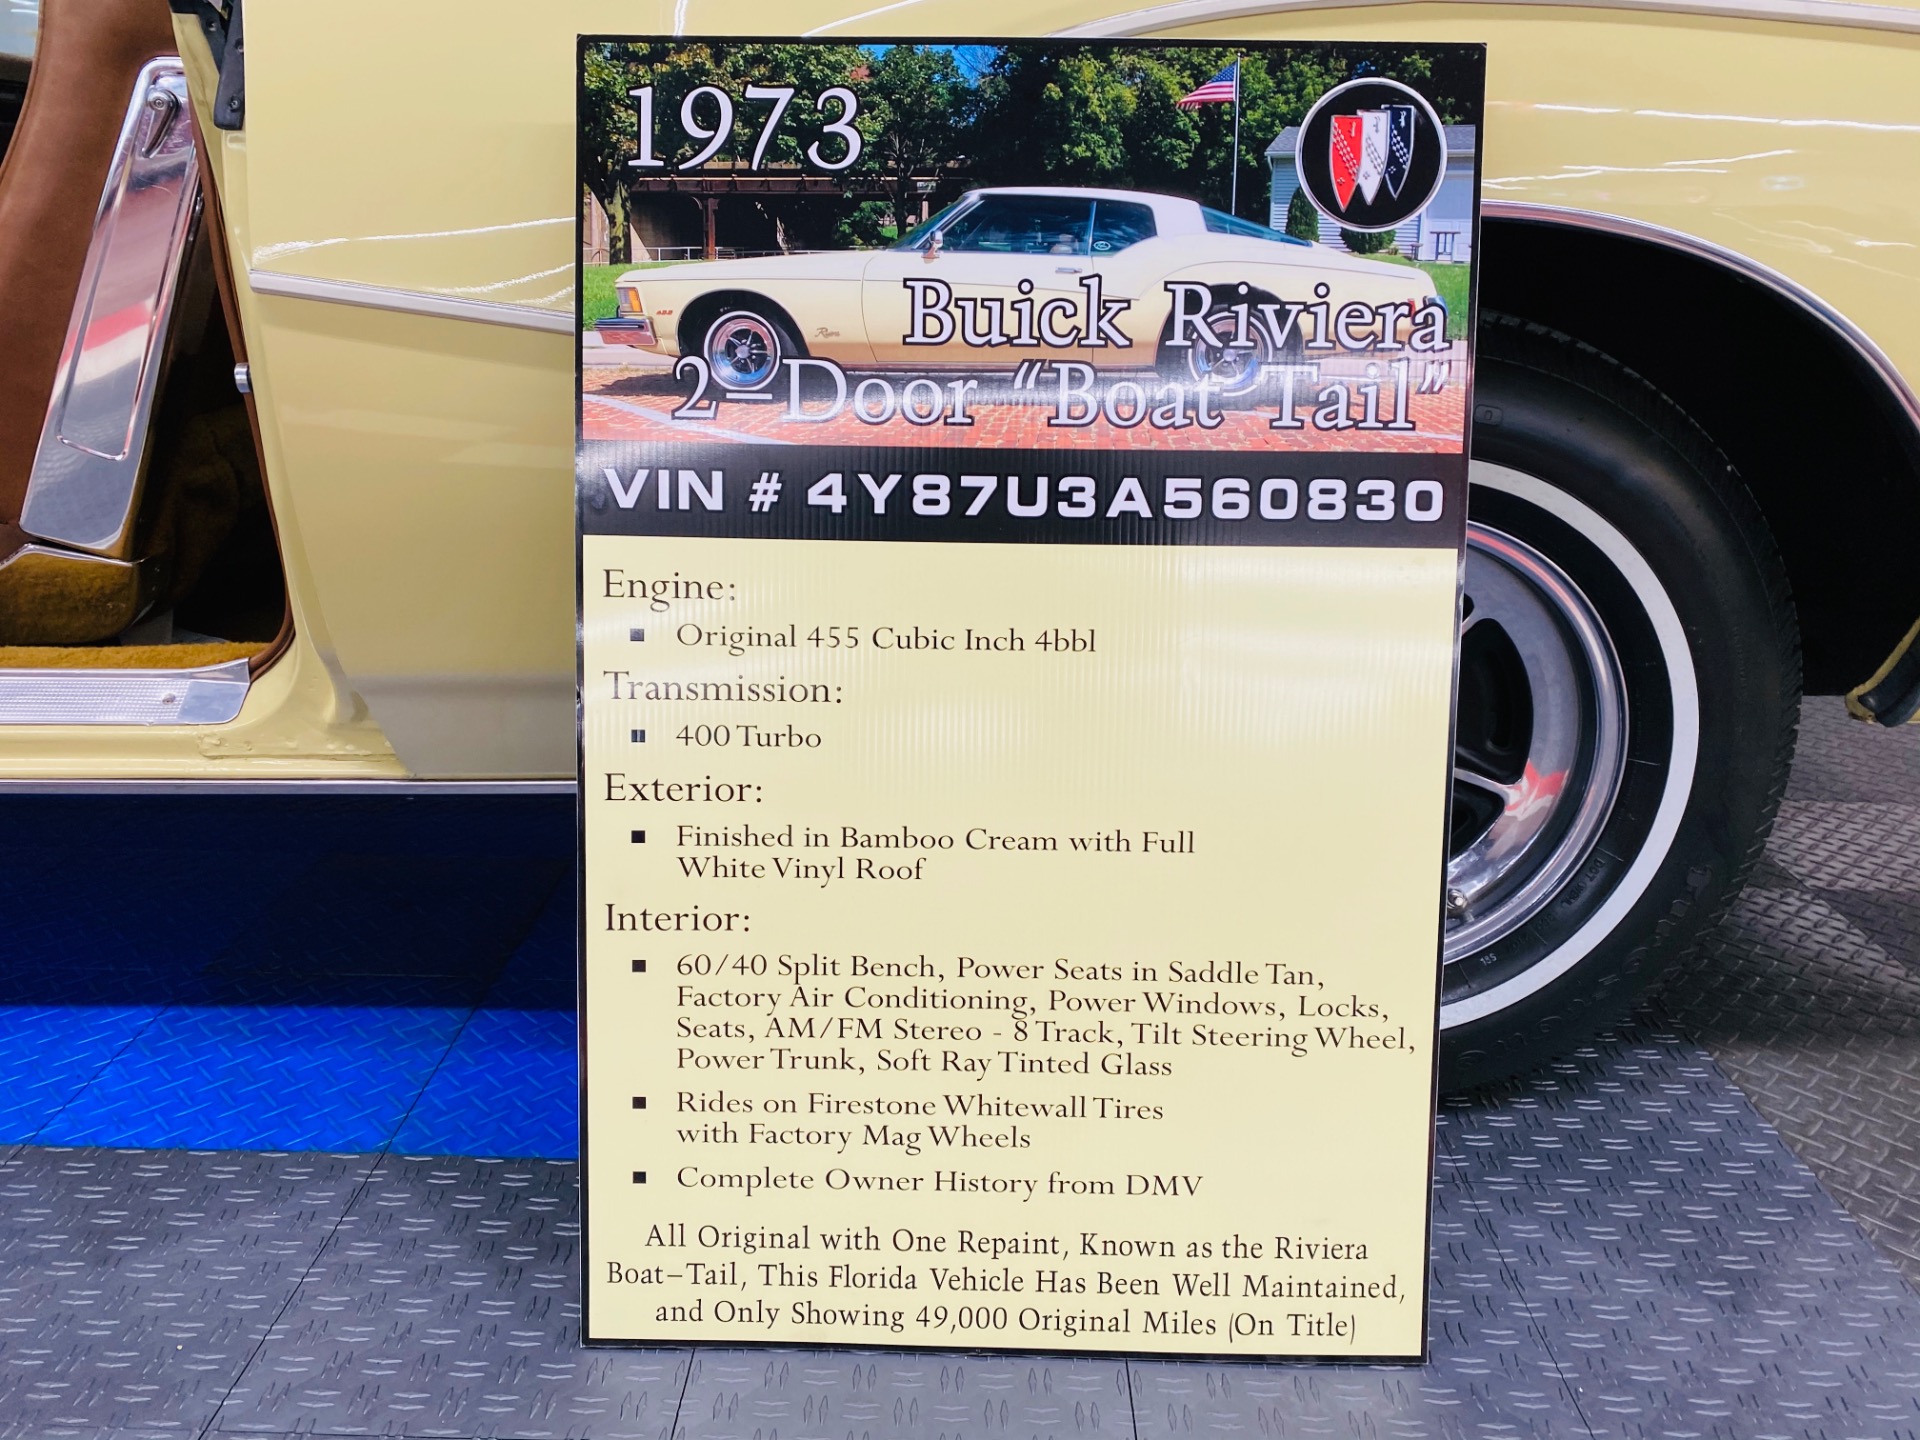 1973
Buick Riviera
2-Door "Boat Tail"
VIN # 4Y87U3A560830
Engine:
▪ Original 455 Cubic Inch 4bbl
Transmission:
▪ 400 Turbo
Exterior:
▪ Finished in Bamboo Cream with Full
White Vinyl Roof
Interior:
▪ 60/40 Split Bench, Power Seats in Saddle Tan,
Factory Air Conditioning, Power Windows, Locks,
Seats, AM/FM Stereo - 8 Track, Tilt Steering Wheel,
Power Trunk, Soft Ray Tinted Glass
▪ Rides on Firestone Whitewall Tires
with Factory Mag Wheels
▪ Complete Owner History from DMV
All Original with One Repaint, Known as the Riviera
Boat-Tail, This Florida Vehicle Has Been Well Maintained,
and Only Showing 49,000 Original Miles (On Title)